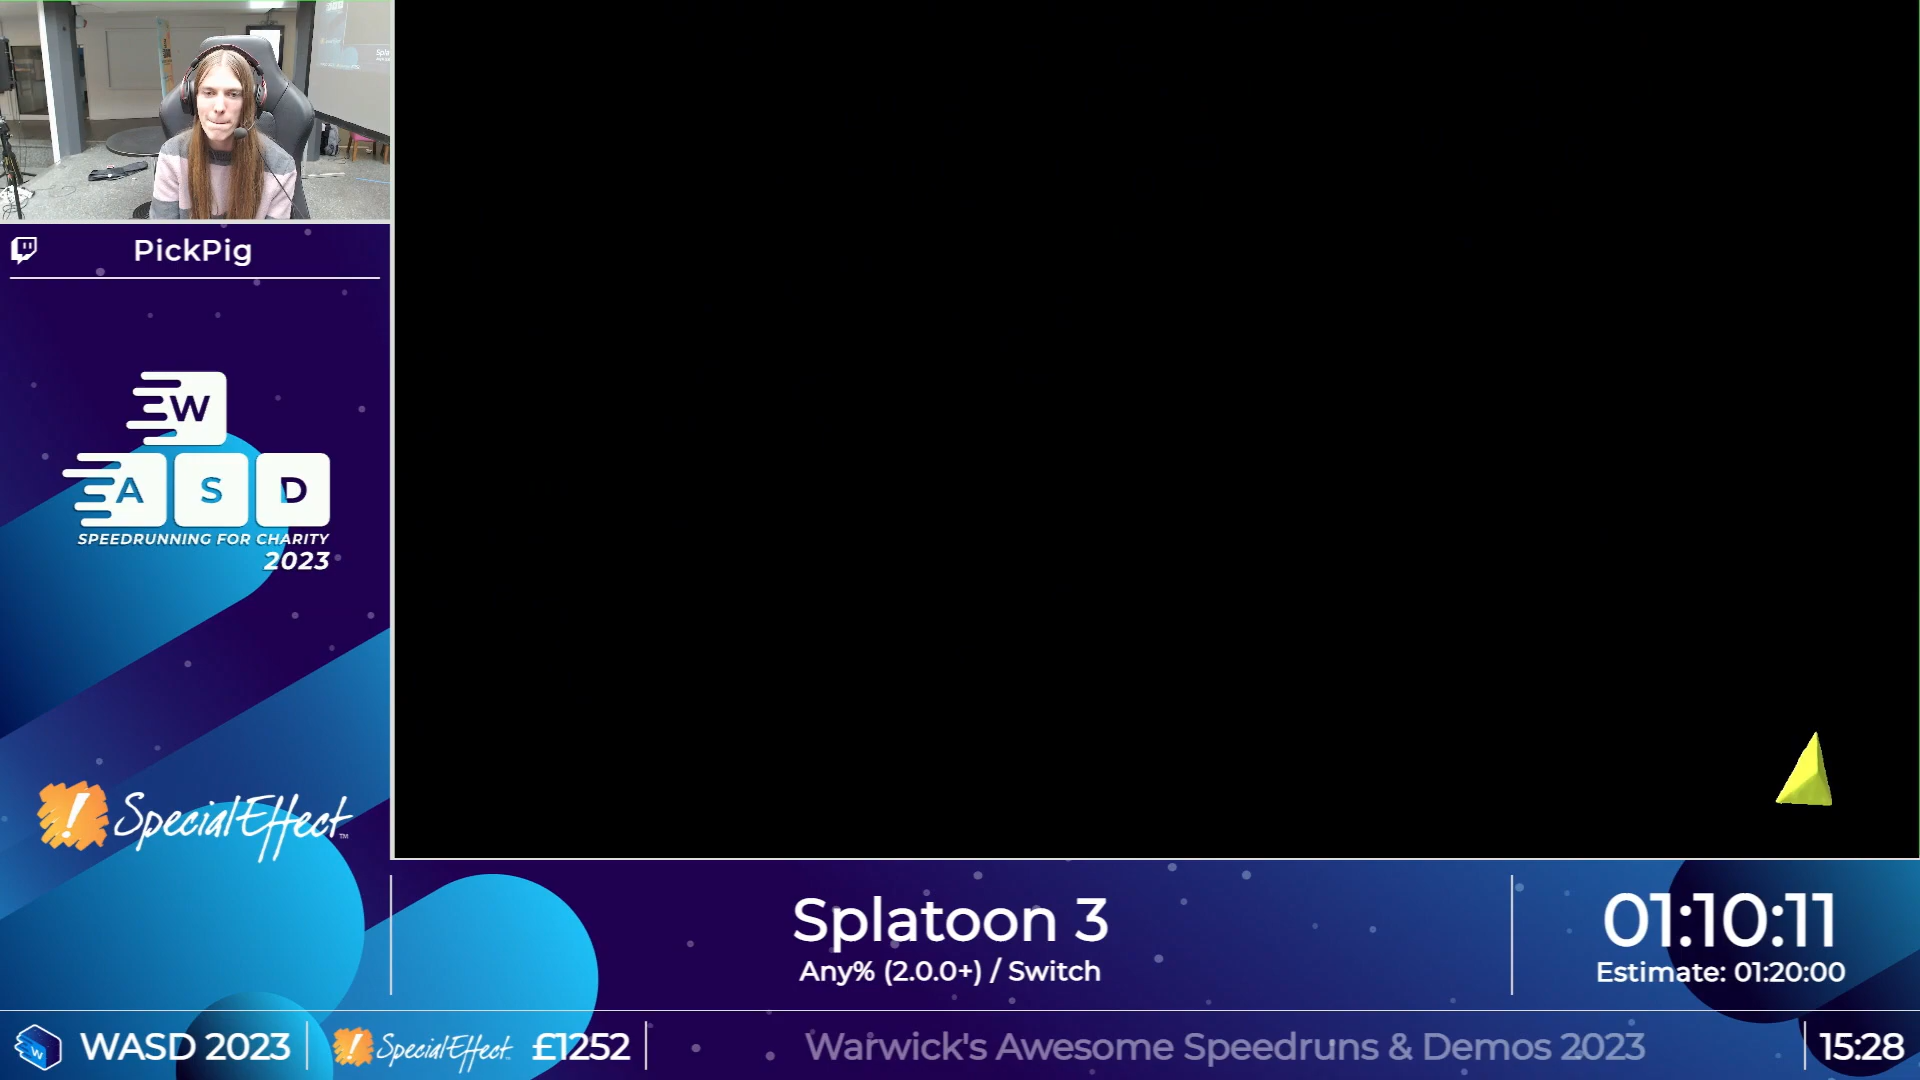 PickPig
W
A S D
SPEEDRUNNING FOR CHARITY
2023
! SpecialEffect™
Splatoon 3
Any% (2.0.0+) / Switch
01:10:11
Estimate: 01:20:00
WASD 2023
! SpecialEffect £1252
Warwick's Awesome Speedruns & Demos 2023
15:28